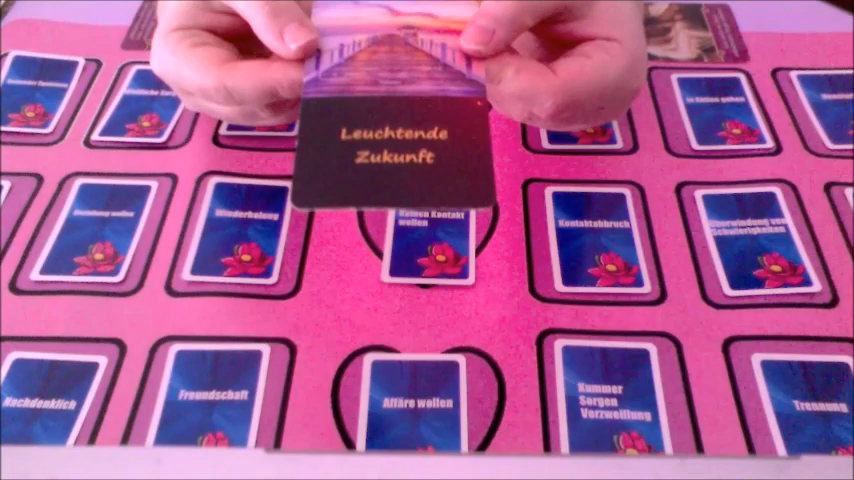 Leuchtende
Zukunft
in Aktion gehen
Beziehung wollen
Wiederholung
Keinen Kontakt
wollen
Kontaktabbruch
Überwindung von
Schwierigkeiten
Nachdenklich
Freundschaft
Affäre wollen
Kummer
Sorgen
Verzweiflung
Trennung